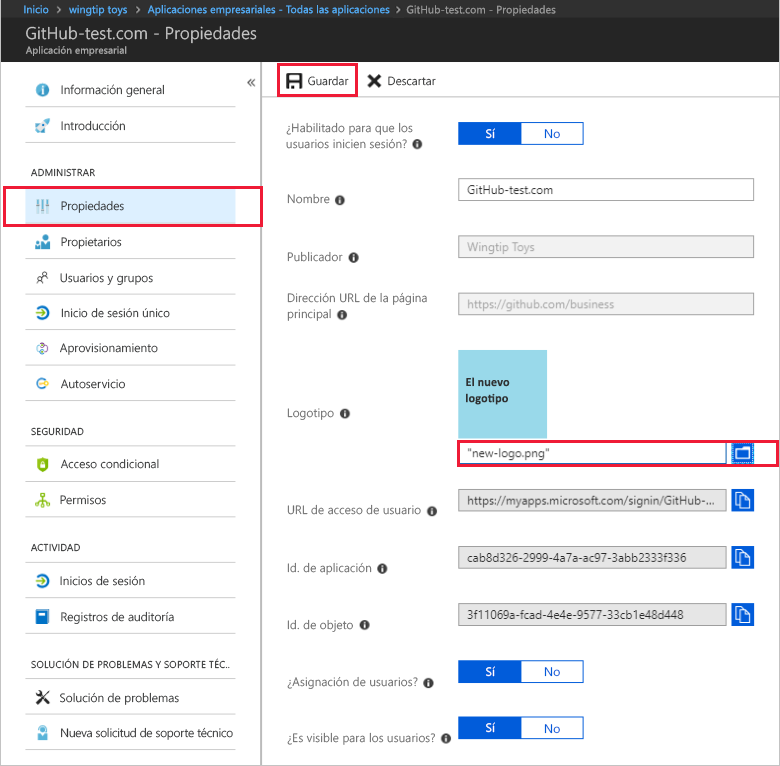 Inicio > wingtip toys > Aplicaciones empresariales - Todas las aplicaciones > GitHub-test.com - Propiedades
GitHub-test.com - Propiedades
Aplicación empresarial
«
Información general
Introducción
ADMINISTRAR
Propiedades
Propietarios
Usuarios y grupos
Inicio de sesión único
Aprovisionamiento
Autoservicio
SEGURIDAD
Acceso condicional
Permisos
ACTIVIDAD
Inicios de sesión
Registros de auditoría
SOLUCIÓN DE PROBLEMAS Y SOPORTE TÉC..
Solución de problemas
Nueva solicitud de soporte técnico
Guardar Descartar
¿Habilitado para que los
usuarios inicien sesión?
Sí No
Nombre
GitHub-test.com
Publicador
Wingtip Toys
Dirección URL de la página
principal
https://github.com/business
Logotipo
El nuevo
logotipo
"new-logo.png"
URL de acceso de usuario
https://myapps.microsoft.com/signin/GitHub-...
Id. de aplicación
cab8d326-2999-4a7a-ac97-3abb2333f336
Id. de objeto
3f11069a-fcad-4e4e-9577-33cb1e48d448
¿Asignación de usuarios?
Sí No
¿Es visible para los usuarios?
Sí No